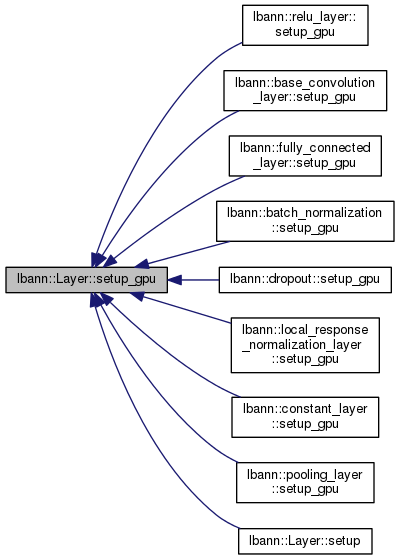 lbann::relu_layer::
setup_gpu
lbann::base_convolution
_layer::setup_gpu
lbann::fully_connected
_layer::setup_gpu
lbann::batch_normalization
::setup_gpu
lbann::Layer::setup_gpu
lbann::dropout::setup_gpu
lbann::local_response
_normalization_layer
::setup_gpu
lbann::constant_layer
::setup_gpu
lbann::pooling_layer
::setup_gpu
lbann::Layer::setup